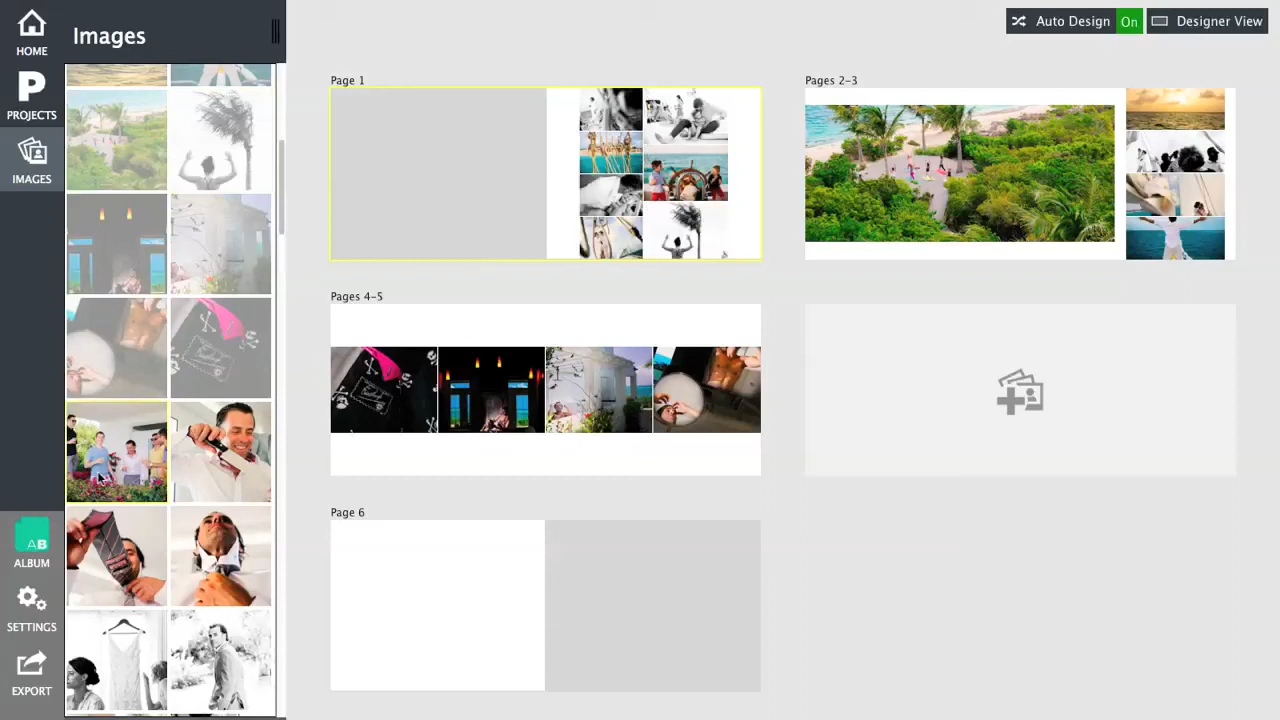 HOME
PROJECTS
IMAGES
ALBUM
SETTINGS
EXPORT
Images
Auto Design On
Designer View
Page 1
Pages 2-3
Pages 4-5
Page 6